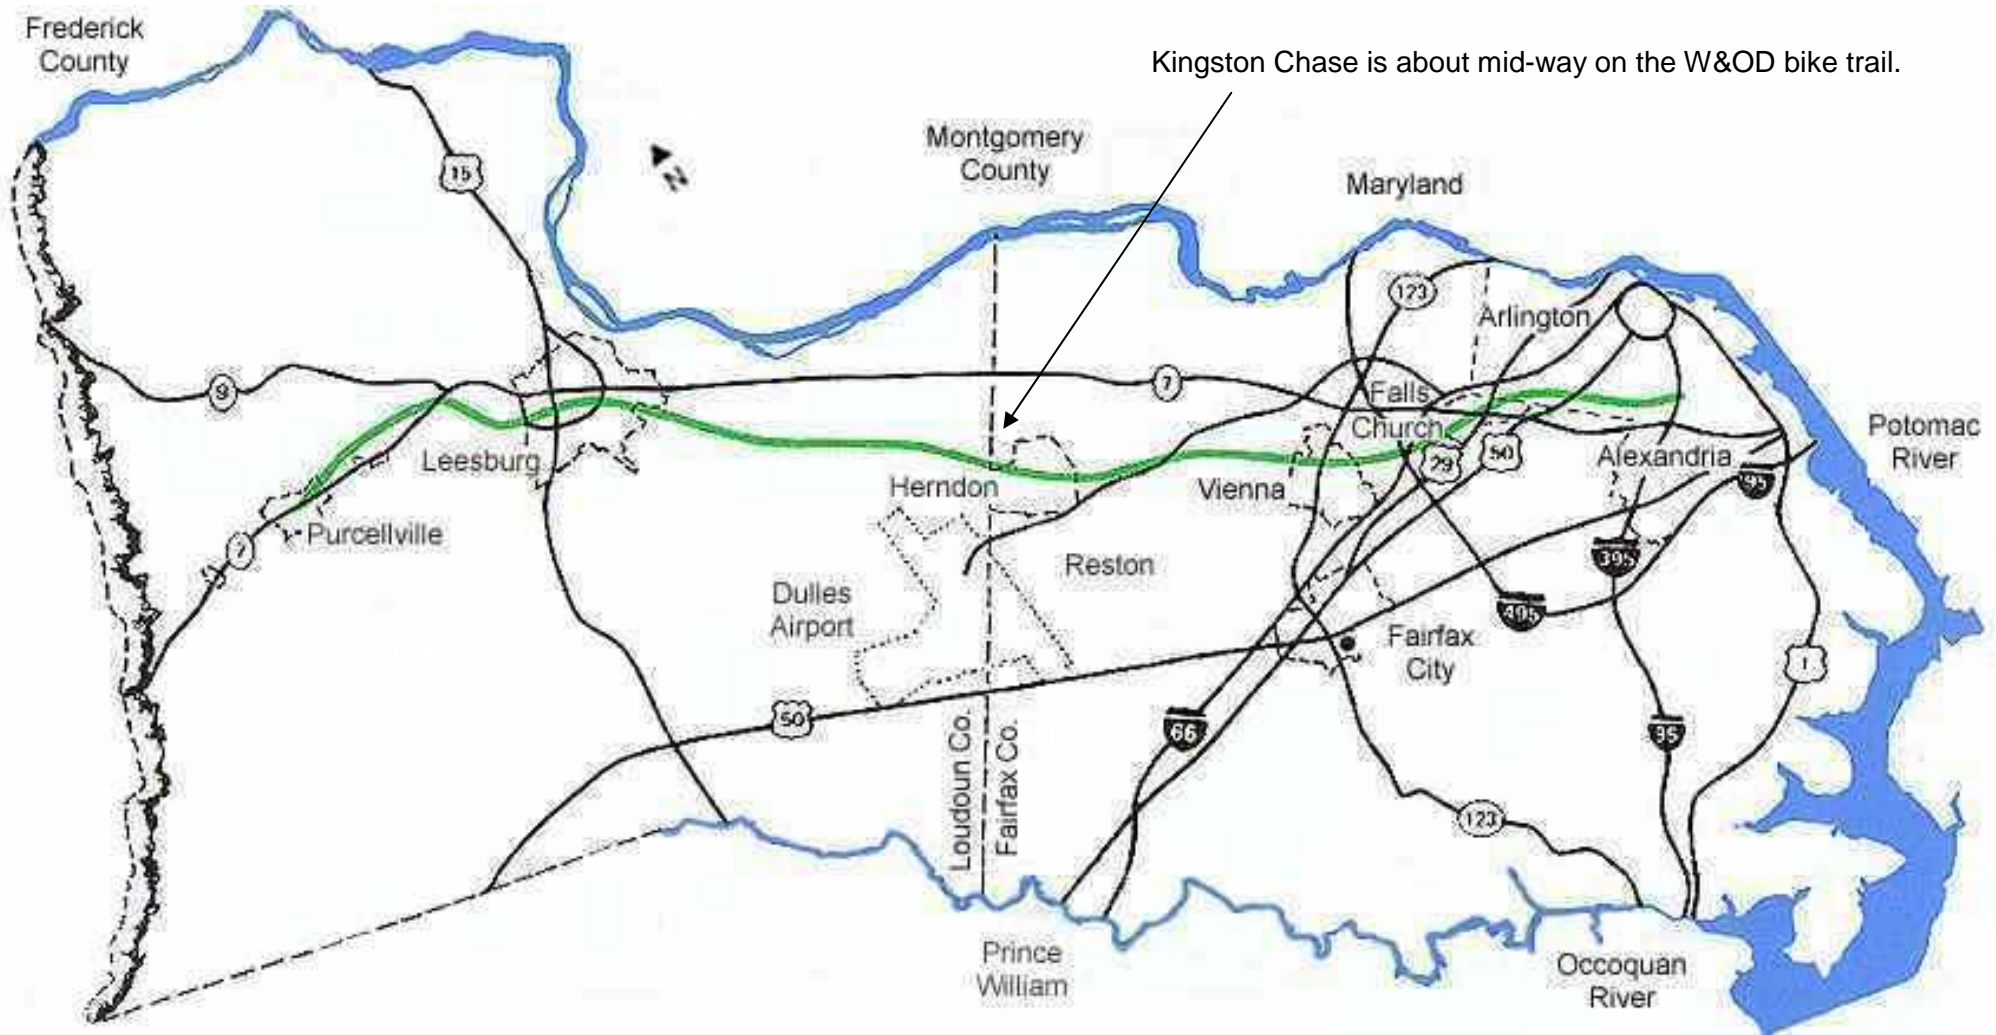 Frederick
County
Kingston Chase is about mid-way on the W&OD bike trail.
Montgomery
County
15
N
Maryland
123
Arlington
9
7
Falls
Church
Potomac
River
Leesburg
29
50
Alexandria
Herndon
Vienna
95
Purcellville
7
395
Reston
Dulles
Airport
495
Fairfax
City
1
50
66
95
Loudoun Co.
Fairfax Co.
123
Prince
William
Occoquan
River